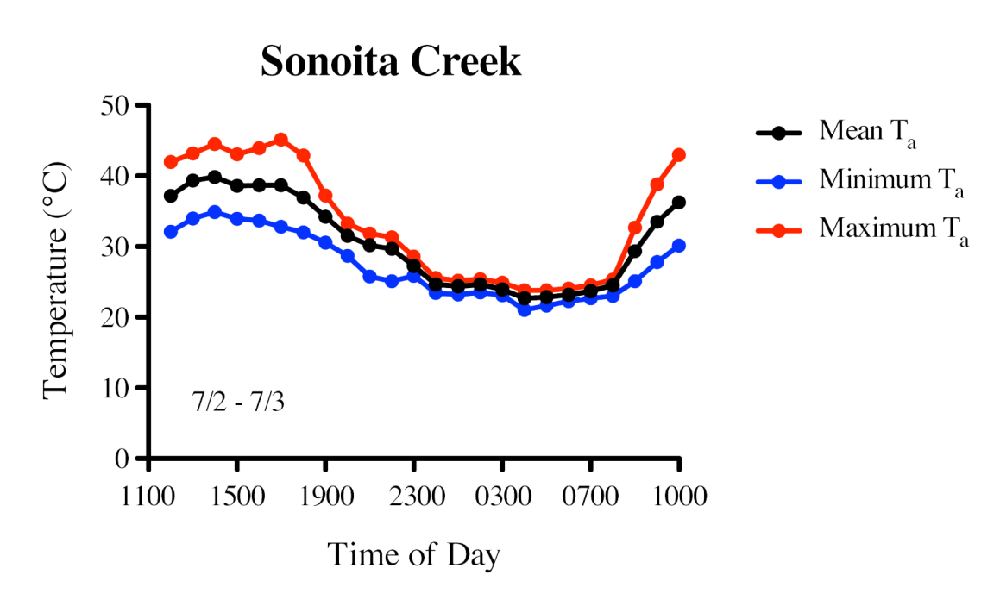 Sonoita Creek
50
40
30
20
10
0
Temperature (°C)
7/2 - 7/3
1100 1500 1900 2300 0300 0700 1000
Time of Day
Mean Ta
Minimum Ta
Maximum Ta